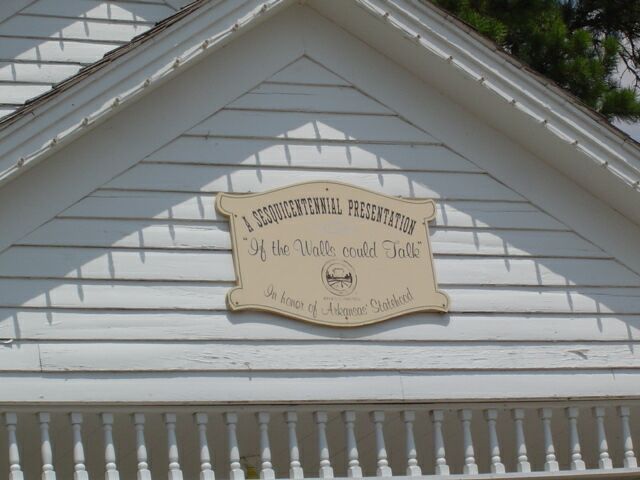 A SESQUICENTENNIAL PRESENTATION
"If the Walls could Talk"
In honor of Arkansas' Statehood